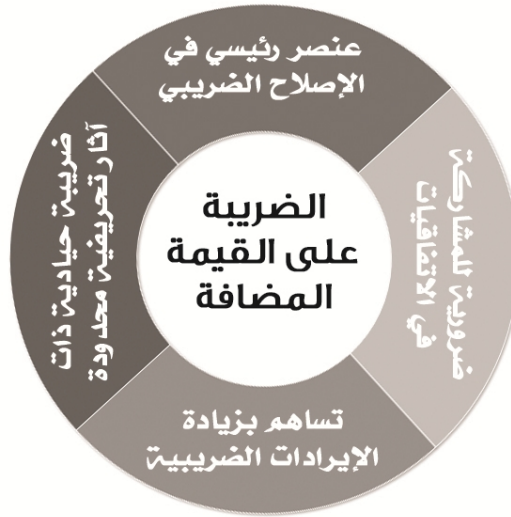 عنصر رئيسي في
الإصلاح الضريبي
ضرورية للمشاركة
في الاتفاقيات
الضريبة
على القيمة
المضافة
ضريبة حيادية ذات
آثار تحريفية محدودة
تساهم بزيادة
الإيرادات الضريبية